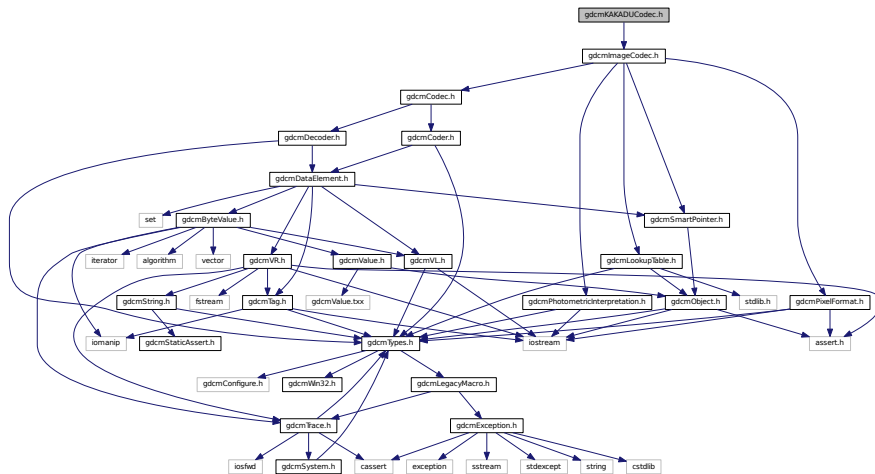 gdcmKAKADUCodec.h
gdcmImageCodec.h
gdcmCodec.h
gdcmDecoder.h
gdcmCoder.h
gdcmDataElement.h
set
gdcmByteValue.h
gdcmSmartPointer.h
iterator
algorithm
vector
gdcmVR.h
gdcmValue.h
gdcmVL.h
gdcmLookupTable.h
gdcmString.h
fstream
gdcmTag.h
gdcmValue.txx
gdcmPhotometricInterpretation.h
gdcmObject.h
stdlib.h
gdcmPixelFormat.h
iomanip
gdcmStaticAssert.h
gdcmTypes.h
iostream
assert.h
gdcmConfigure.h
gdcmWin32.h
gdcmLegacyMacro.h
gdcmTrace.h
gdcmException.h
iosfwd
gdcmSystem.h
cassert
exception
sstream
stdexcept
string
cstdlib